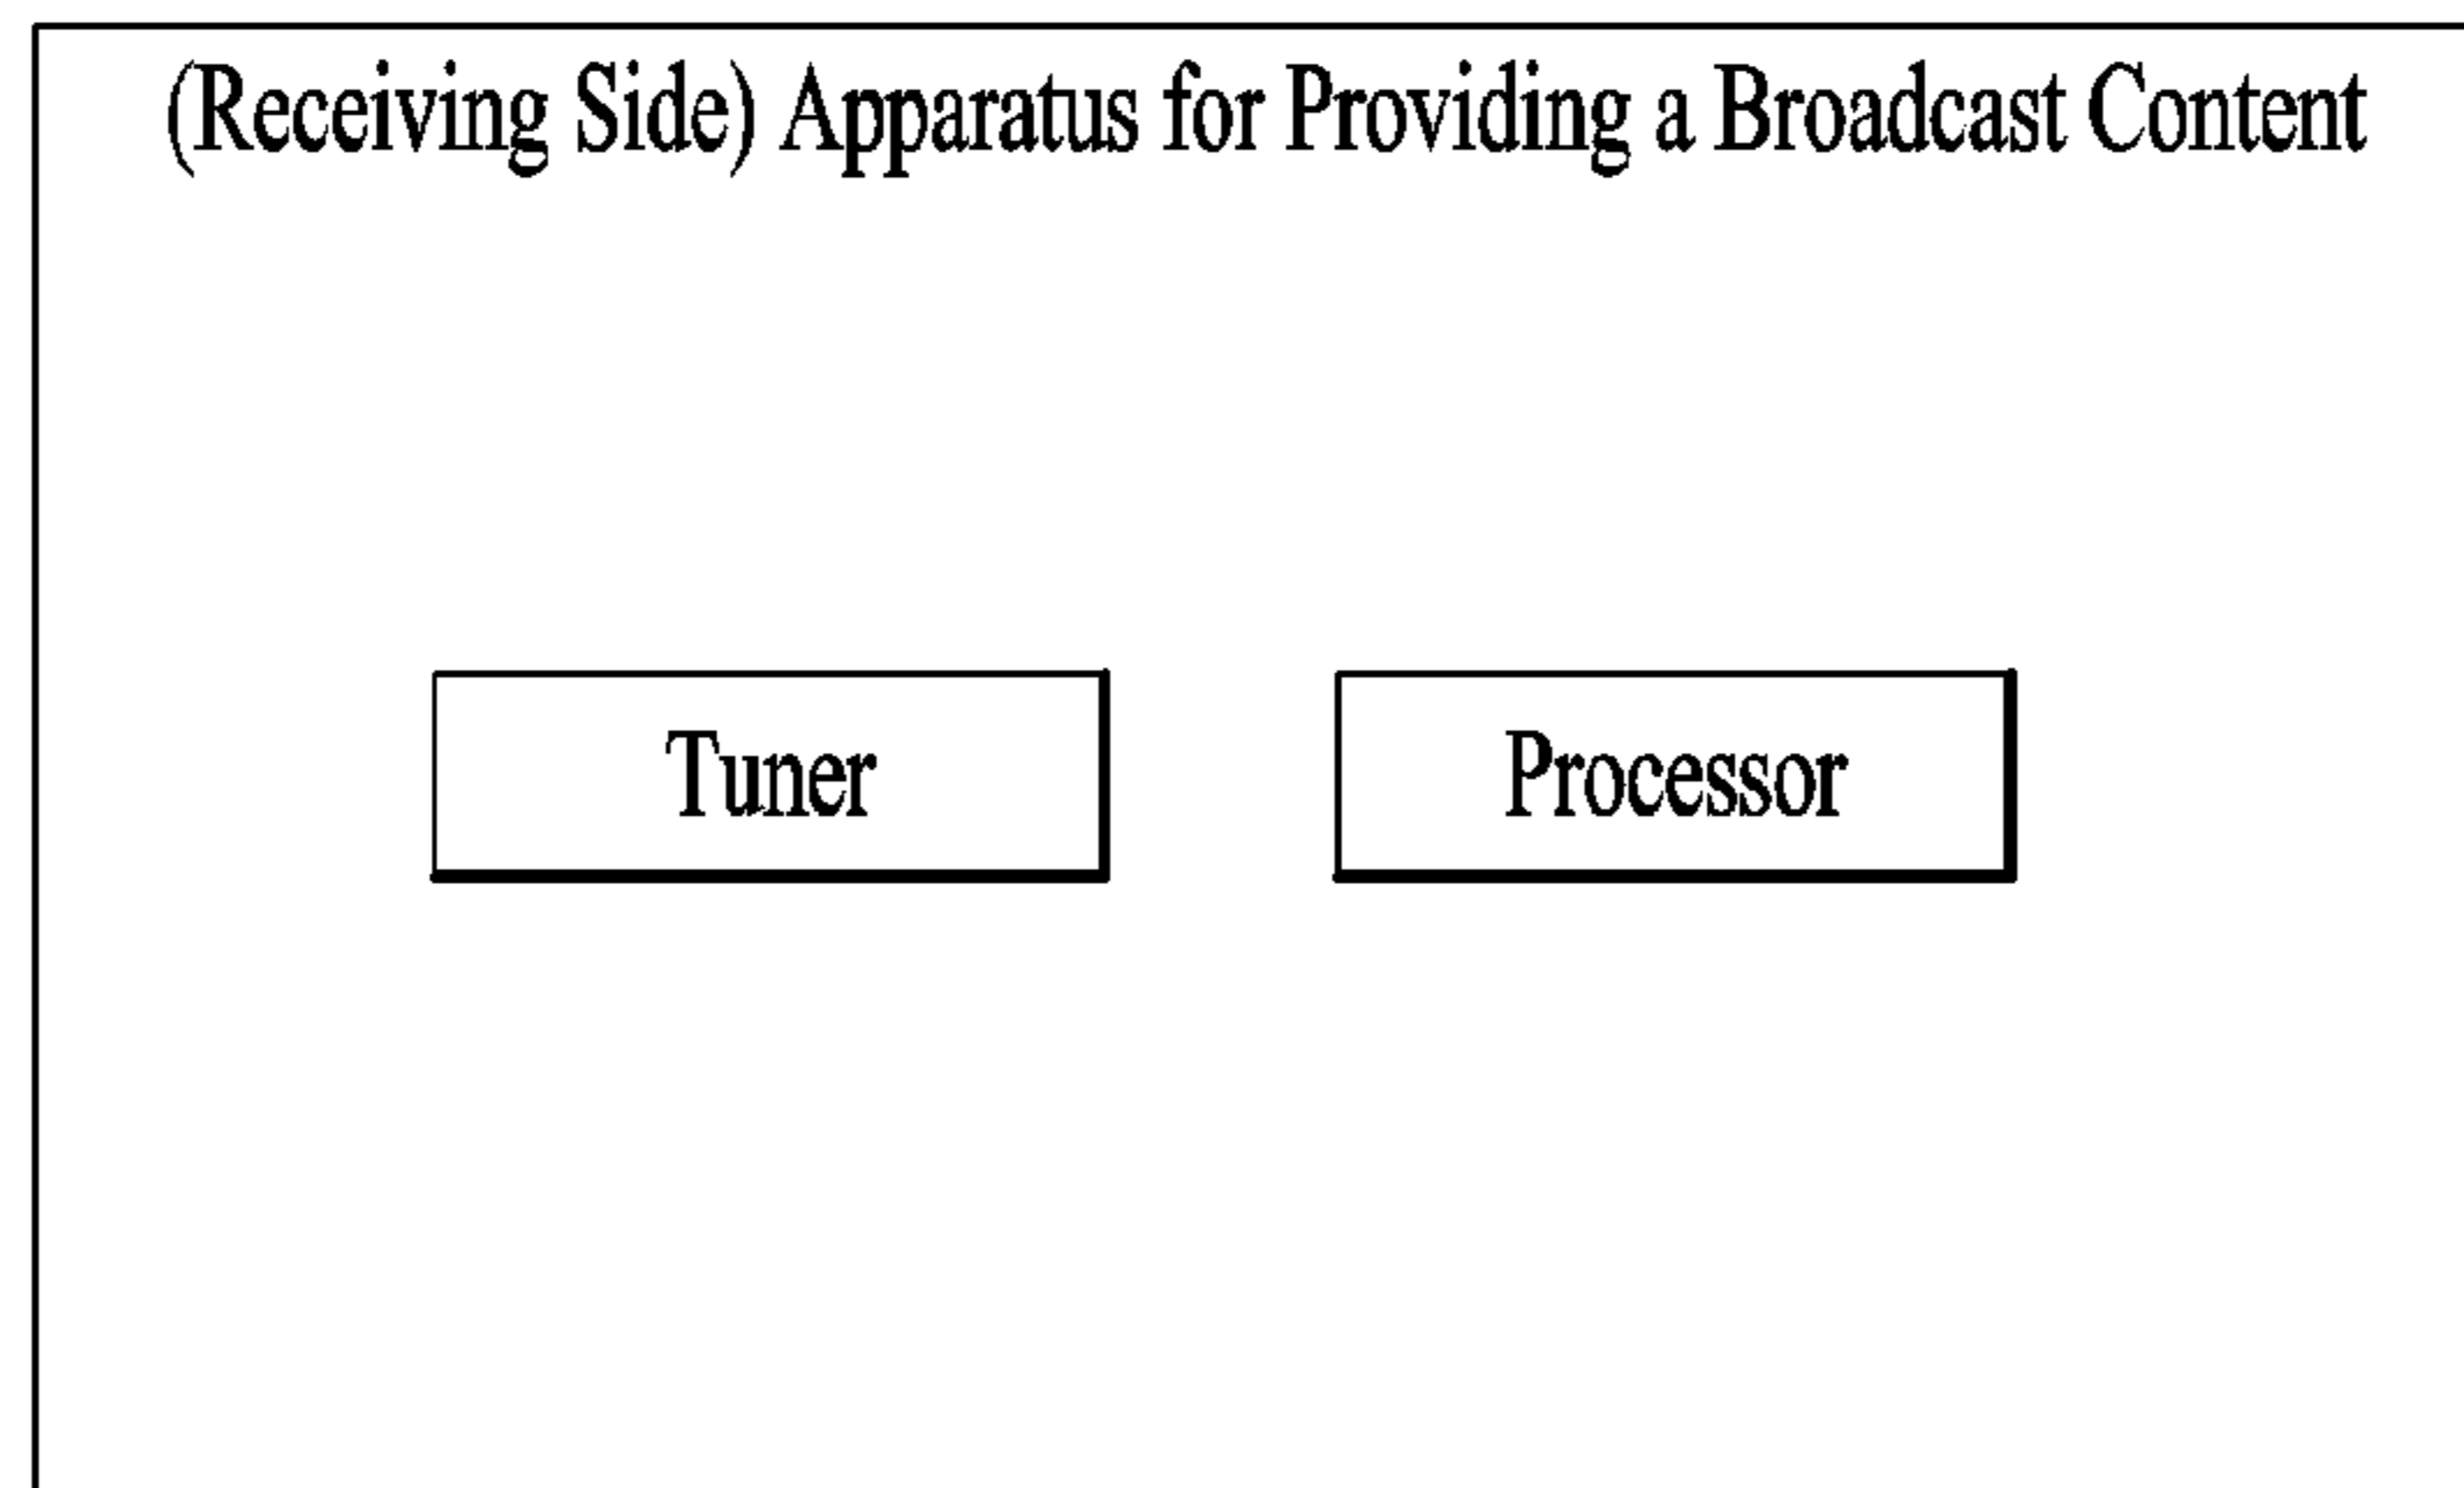 (Receiving Side) Apparatus for Providing a Broadcast Content
Tuner
Processor